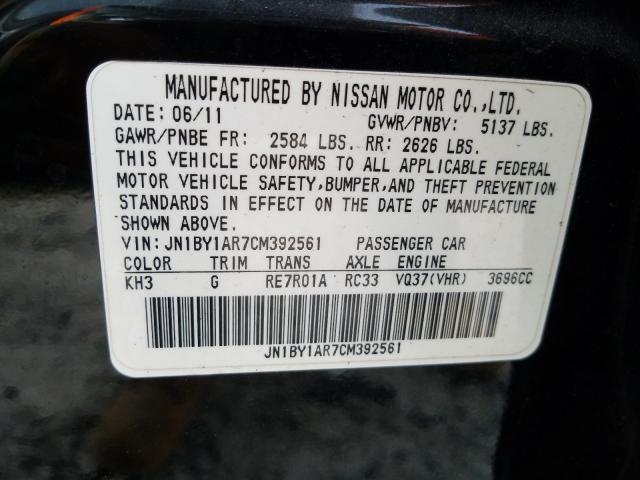 MANUFACTURED BY NISSAN MOTOR CO.,LTD.
DATE: 06/11 GVWR/PNBV: 5137 LBS.
GAWR/PNBE FR: 2584 LBS. RR: 2626 LBS.
THIS VEHICLE CONFORMS TO ALL APPLICABLE FEDERAL
MOTOR VEHICLE SAFETY,BUMPER,AND THEFT PREVENTION
STANDARDS IN EFFECT ON THE DATE OF MANUFACTURE
SHOWN ABOVE.
VIN: JN1BY1AR7CM392561 PASSENGER CAR
COLOR TRIM TRANS AXLE ENGINE
KH3 G RE7R01A RC33 VQ37(VHR) 3696CC
JN1BY1AR7CM392561